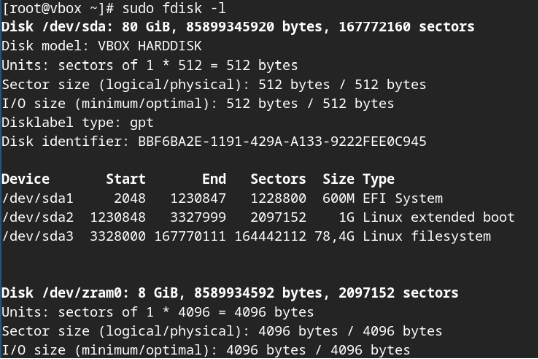 [root@vbox ~]# sudo fdisk -l
Disk /dev/sda: 80 GiB, 85899345920 bytes, 167772160 sectors
Disk model: VBOX HARDDISK
Units: sectors of 1 * 512 = 512 bytes
Sector size (logical/physical): 512 bytes / 512 bytes
I/O size (minimum/optimal): 512 bytes / 512 bytes
Disklabel type: gpt
Disk identifier: BBF6BA2E-1191-429A-A133-9222FEE0C945
Device       Start       End   Sectors  Size Type
/dev/sda1     2048   1230847   1228800  600M EFI System
/dev/sda2  1230848   3327999   2097152    1G Linux extended boot
/dev/sda3  3328000 167770111 164442112 78,4G Linux filesystem
Disk /dev/zram0: 8 GiB, 8589934592 bytes, 2097152 sectors
Units: sectors of 1 * 4096 = 4096 bytes
Sector size (logical/physical): 4096 bytes / 4096 bytes
I/O size (minimum/optimal): 4096 bytes / 4096 bytes